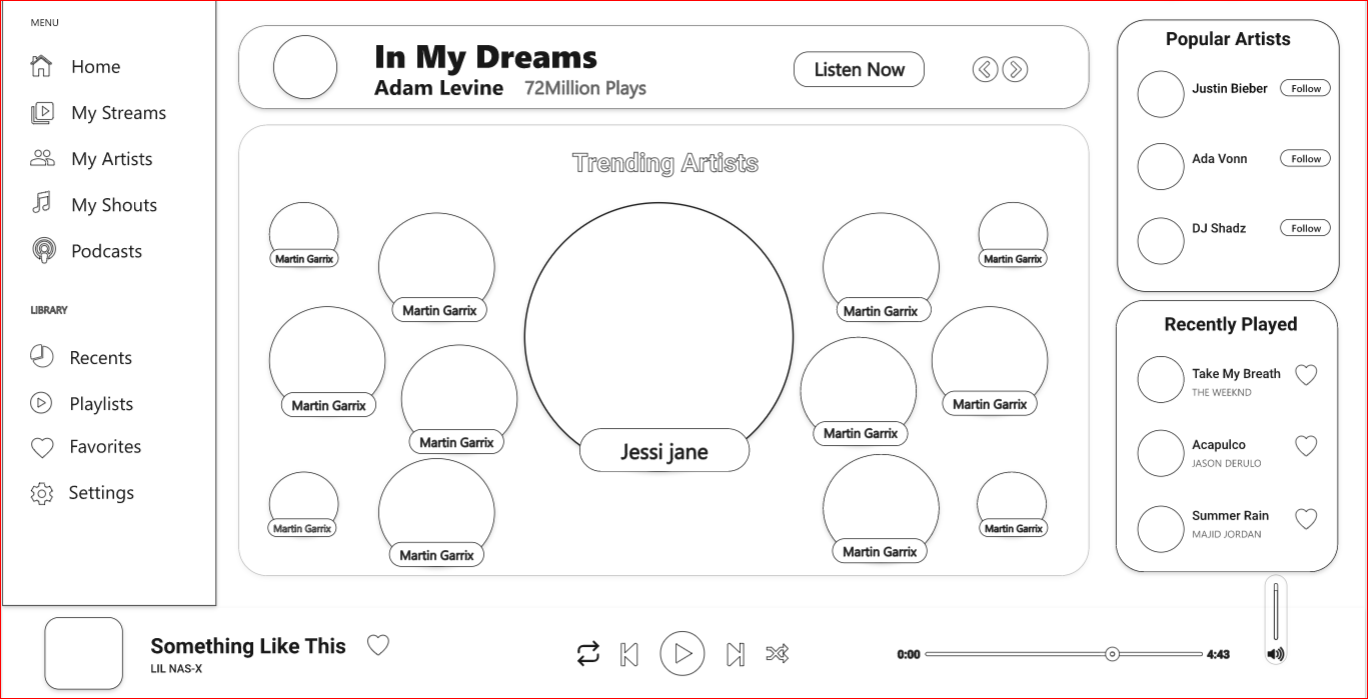 MENU
Home
My Streams
My Artists
My Shouts
Podcasts
LIBRARY
Recents
Playlists
Favorites
Settings
In My Dreams
Adam Levine 72Million Plays
Listen Now
Trending Artists
Martin Garrix
Martin Garrix
Martin Garrix
Martin Garrix
Martin Garrix
Martin Garrix
Jessi jane
Martin Garrix
Martin Garrix
Martin Garrix
Martin Garrix
Martin Garrix
Martin Garrix
Popular Artists
Justin Bieber Follow
Ada Vonn Follow
DJ Shadz Follow
Recently Played
Take My Breath
THE WEEKND
Acapulco
JASON DERULO
Summer Rain
MAJID JORDAN
Something Like This
LIL NAS-X
0:00 4:43